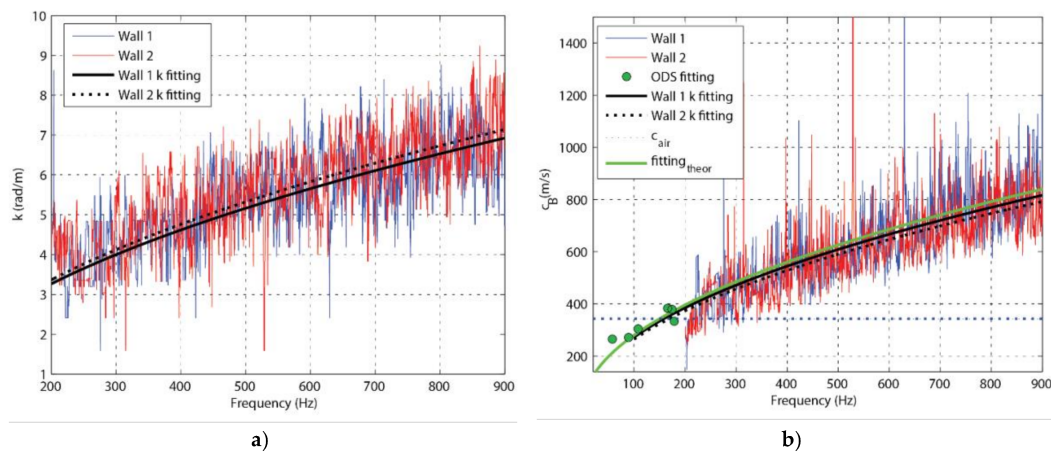 10
9
8
7
6
5
4
3
2
1
k (rad/m)
Wall 1
Wall 2
Wall 1 k fitting
Wall 2 k fitting
200 300 400 500 600 700 800 900
Frequency (Hz)
a)
1400
1200
1000
800
600
400
200
c_B(m/s)
Wall 1
Wall 2
ODS fitting
Wall 1 k fitting
Wall 2 k fitting
c_air
fitting_theor
100 200 300 400 500 600 700 800 900
Frequency (Hz)
b)